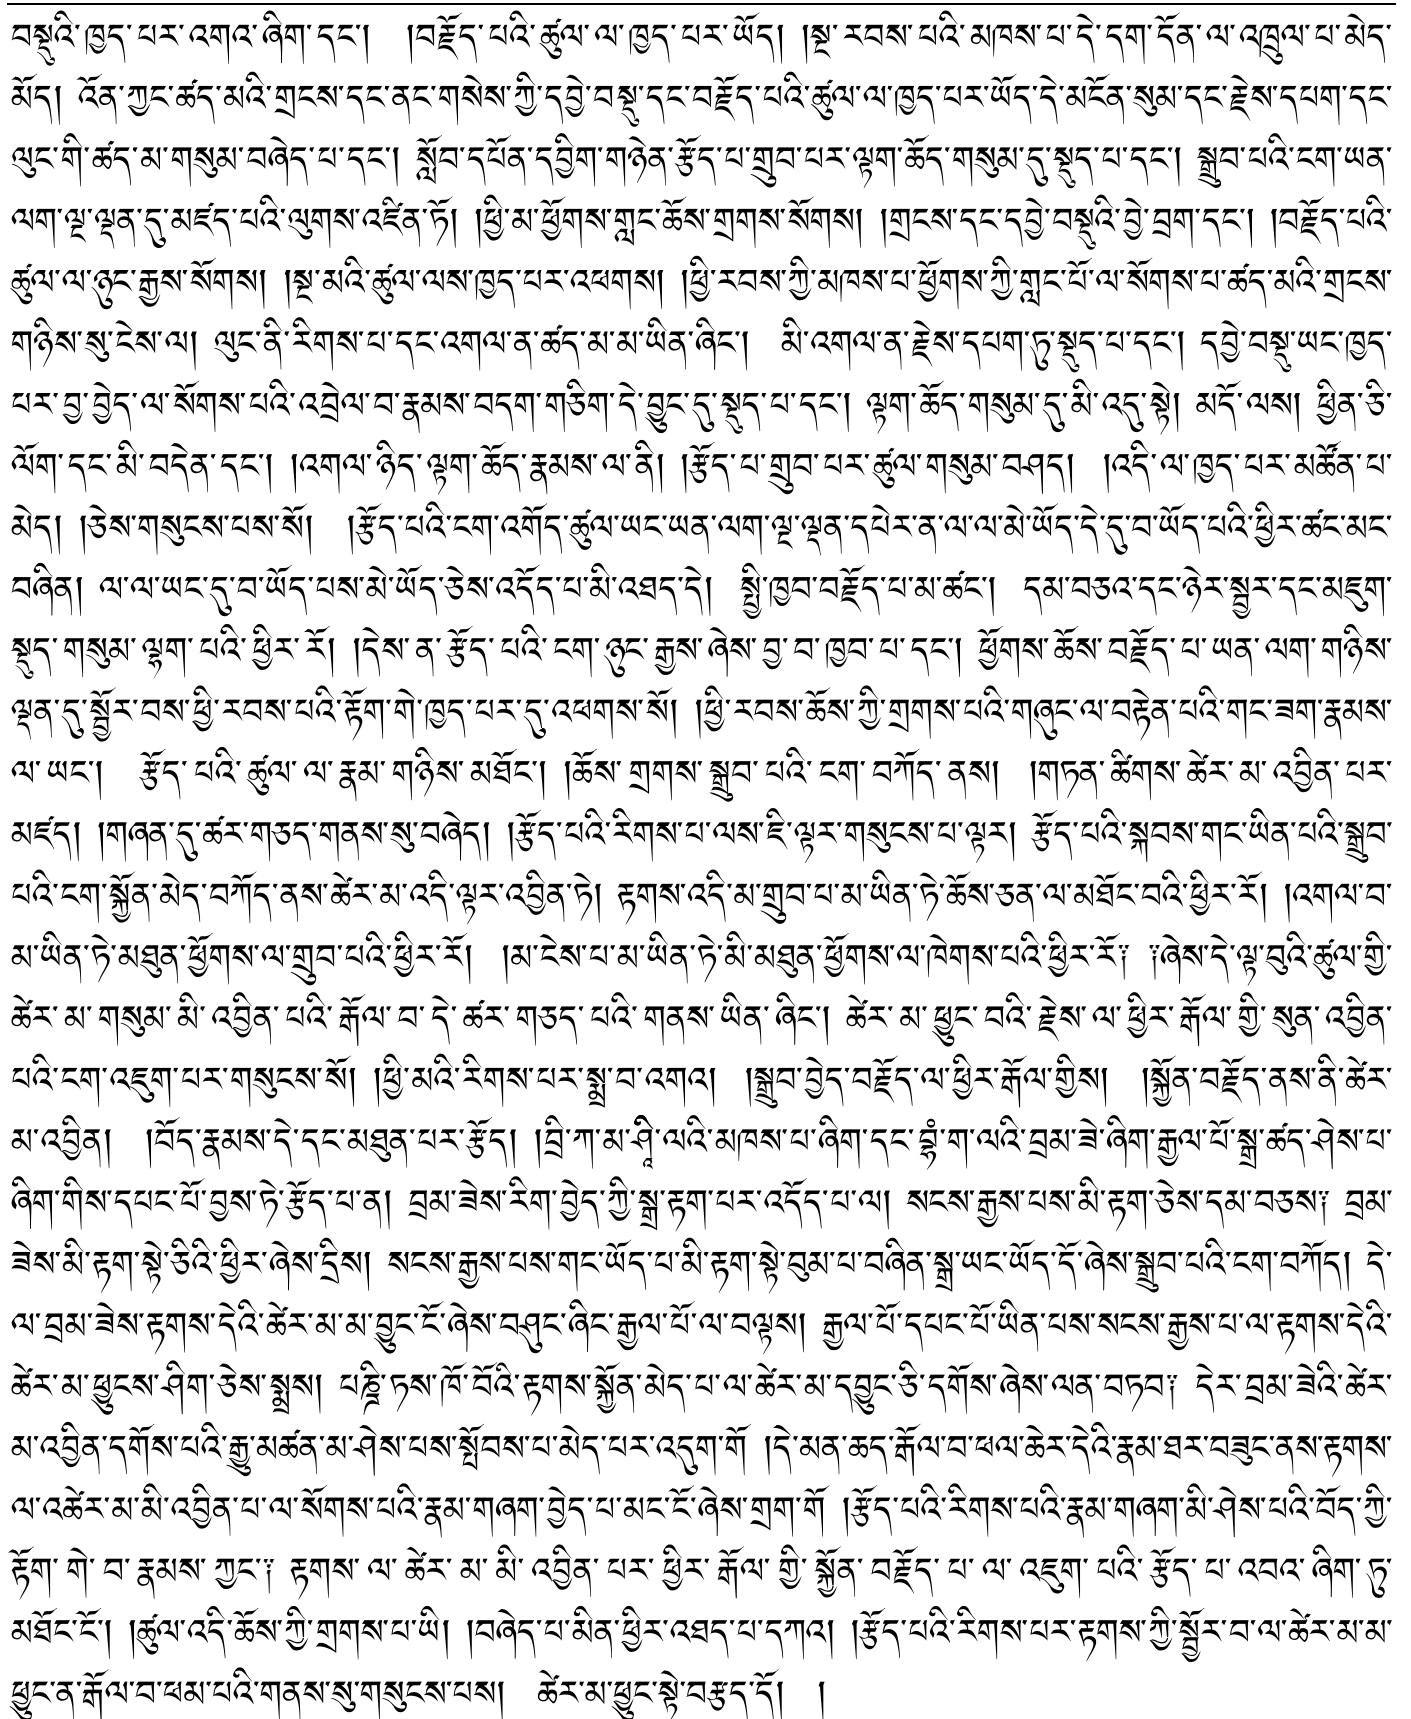 བསྡུའི་ཁྱད་པར་འགའ་ཞིག་དང་། །བརྗོད་པའི་ཚུལ་ལ་ཁྱད་པར་ཡོད། །སྔ་རབས་པའི་མཁས་པ་དེ་དག་དོན་ལ་འཁྲུལ་པ་མེད་
མོད། འོན་ཀྱང་ཚད་མའི་གྲངས་དང་ནང་གསེས་ཀྱི་དབྱེ་བསྡུ་དང་བརྗོད་པའི་ཚུལ་ལ་ཁྱད་པར་ཡོད་དེ་མངོན་སུམ་དང་རྗེས་དཔག་དང་
ལུང་གི་ཚད་མ་གསུམ་བཞེད་པ་དང་། སློབ་དཔོན་དབྱིག་གཉེན་རྩོད་པ་གྲུབ་པར་ལྟག་ཆོད་གསུམ་དུ་སྡུད་པ་དང་། སྒྲུབ་པའི་ངག་ཡན་
ལག་ལྔ་ལྡན་དུ་མཛད་པའི་ལུགས་འཛིན་ཏོ། །ཕྱི་མ་ཕྱོགས་གླང་ཆོས་གྲགས་སོགས། །གྲངས་དང་དབྱེ་བསྡུའི་བྱེ་བྲག་དང་། །བརྗོད་པའི་
ཚུལ་ལ་ཉུང་རྒྱས་སོགས། །སྔ་མའི་ཚུལ་ལས་ཁྱད་པར་འཕགས། །ཕྱི་རབས་ཀྱི་མཁས་པ་ཕྱོགས་ཀྱི་གླང་པོ་ལ་སོགས་པ་ཚད་མའི་གྲངས་
གཉིས་སུ་ངེས་ལ། ལུང་ནི་རིགས་པ་དང་འགལ་ན་ཚད་མ་མ་ཡིན་ཞིང་། མི་འགལ་ན་རྗེས་དཔག་ཏུ་སྡུད་པ་དང་། དབྱེ་བསྡུ་ཡང་ཁྱད་
པར་བྱ་བྱེད་ལ་སོགས་པའི་འབྲེལ་བ་རྣམས་བདག་གཅིག་དེ་བྱུང་དུ་སྡུད་པ་དང་། ལྟག་ཆོད་གསུམ་དུ་མི་འདུ་སྟེ། མདོ་ལས། ཕྱིན་ཅི་
ལོག་དང་མི་བདེན་དང་། །འགལ་ཉིད་ལྟག་ཆོད་རྣམས་ལ་ནི། །རྩོད་པ་གྲུབ་པར་ཚུལ་གསུམ་བཤད། །འདི་ལ་ཁྱད་པར་མཚོན་པ་
མེད། །ཅེས་གསུངས་པས་སོ། །རྩོད་པའི་ངག་འགོད་ཚུལ་ཡང་ཡན་ལག་ལྔ་ལྡན་དཔེར་ན་ལ་ལ་མེ་ཡོད་དེ་དུ་བ་ཡོད་པའི་ཕྱིར་ཚང་མང་
བཞིན། ལ་ལ་ཡང་དུ་བ་ཡོད་པས་མེ་ཡོད་ཅེས་འདོད་པ་མི་འཐད་དེ། སྤྱི་ཁྱབ་བརྗོད་པ་མ་ཚང་། དམ་བཅའ་དང་ཉེར་སྦྱར་དང་མཇུག་
སྡུད་གསུམ་ལྷག་པའི་ཕྱིར་རོ། །དེས་ན་རྩོད་པའི་ངག་ཉུང་རྒྱས་ཞེས་བྱ་བ་ཁྱབ་པ་དང་། ཕྱོགས་ཆོས་བརྗོད་པ་ཡན་ལག་གཉིས་
ལྡན་དུ་སྦྱོར་བས་ཕྱི་རབས་པའི་རྟོག་གེ་ཁྱད་པར་དུ་འཕགས་སོ། །ཕྱི་རབས་ཆོས་ཀྱི་གྲགས་པའི་གཞུང་ལ་བརྟེན་པའི་གང་ཟག་རྣམས་
ལ་ཡང་། རྩོད་པའི་ཚུལ་ལ་རྣམ་གཉིས་མཐོང་། །ཆོས་གྲགས་སྒྲུབ་པའི་ངག་བཀོད་ནས། །གཏན་ཚིགས་ཚེར་མ་འབྱིན་པར་
མཛད། །གཞན་དུ་ཚར་གཅད་གནས་སུ་བཞེད། །རྩོད་པའི་རིགས་པ་ལས་ཇི་ལྟར་གསུངས་པ་ལྟར། རྩོད་པའི་སྐབས་གང་ཡིན་པའི་སྒྲུབ་
པའི་ངག་སྐྱོན་མེད་བཀོད་ནས་ཚེར་མ་འདི་ལྟར་འབྱིན་ཏེ། རྟགས་འདི་མ་གྲུབ་པ་མ་ཡིན་ཏེ་ཆོས་ཅན་ལ་མཐོང་བའི་ཕྱིར་རོ། །འགལ་བ་
མ་ཡིན་ཏེ་མཐུན་ཕྱོགས་ལ་གྲུབ་པའི་ཕྱིར་རོ། །མ་ངེས་པ་མ་ཡིན་ཏེ་མི་མཐུན་ཕྱོགས་ལ་ཁེགས་པའི་ཕྱིར་རོ༑ ༑ཞེས་དེ་ལྟ་བུའི་ཚུལ་གྱི་
ཚེར་མ་གསུམ་མི་འབྱིན་པའི་རྒོལ་བ་དེ་ཚར་གཅད་པའི་གནས་ཡིན་ཞིང་། ཚེར་མ་ཕྱུང་བའི་རྗེས་ལ་ཕྱིར་རྒོལ་གྱི་སུན་འབྱིན་
པའི་ངག་འཇུག་པར་གསུངས་སོ། །ཕྱི་མའི་རིགས་པར་སྨྲ་བ་འགའ། །སྒྲུབ་བྱེད་བརྗོད་ལ་ཕྱིར་རྒོལ་གྱིས། །སྐྱོན་བརྗོད་ནས་ནི་ཚེར་
མ་འབྱིན། །བོད་རྣམས་དེ་དང་མཐུན་པར་རྩོད། །བྲི་ཀ་མ་ཤཱི་ལའི་མཁས་པ་ཞིག་དང་བྷཾ་ག་ལའི་བྲམ་ཟེ་ཞིག་རྒྱལ་པོ་སྒྲ་ཚད་ཤེས་པ་
ཞིག་གིས་དཔང་པོ་བྱས་ཏེ་རྩོད་པ་ན། བྲམ་ཟེས་རིག་བྱེད་ཀྱི་སྒྲ་རྟག་པར་འདོད་པ་ལ། སངས་རྒྱས་པས་མི་རྟག་ཅེས་དམ་བཅས༑ བྲམ་
ཟེས་མི་རྟག་སྟེ་ཅིའི་ཕྱིར་ཞེས་དྲིས། སངས་རྒྱས་པས་གང་ཡོད་པ་མི་རྟག་སྟེ་བུམ་པ་བཞིན་སྒྲ་ཡང་ཡོད་དོ་ཞེས་སྒྲུབ་པའི་ངག་བཀོད། དེ་
ལ་བྲམ་ཟེས་རྟགས་དེའི་ཚེར་མ་མ་བྱུང་ངོ་ཞེས་བཤུང་ཞིང་རྒྱལ་པོ་ལ་བལྟས། རྒྱལ་པོ་དཔང་པོ་ཡིན་པས་སངས་རྒྱས་པ་ལ་རྟགས་དེའི་
ཚེར་མ་ཕྱུངས་ཤིག་ཅེས་སྨྲས། པཎྜི་ཏས་ཁོ་བོའི་རྟགས་སྐྱོན་མེད་པ་ལ་ཚེར་མ་དབྱུང་ཅི་དགོས་ཞེས་ལན་བཏབ༑ དེར་བྲམ་ཟེའི་ཚེར་
མ་འབྱིན་དགོས་པའི་རྒྱུ་མཚན་མ་ཤེས་པས་སྤོབས་པ་མེད་པར་འདུག་གོ །དེ་མན་ཆད་རྒོལ་བ་ཕལ་ཆེར་དེའི་རྣམ་ཐར་བཟུང་ནས་རྟགས་
ལ་འཚེར་མ་མི་འབྱིན་པ་ལ་སོགས་པའི་རྣམ་གཞག་བྱེད་པ་མང་ངོ་ཞེས་གྲག་གོ །རྩོད་པའི་རིགས་པའི་རྣམ་གཞག་མི་ཤེས་པའི་བོད་ཀྱི་
རྟོག་གེ་བ་རྣམས་ཀྱང་༑ རྟགས་ལ་ཚེར་མ་མི་འབྱིན་པར་ཕྱིར་རྒོལ་གྱི་སྐྱོན་བརྗོད་པ་ལ་འཇུག་པའི་རྩོད་པ་འབའ་ཞིག་ཏུ་
མཐོང་ངོ་། །ཚུལ་འདི་ཆོས་ཀྱི་གྲགས་པ་ཡི། །བཞེད་པ་མིན་ཕྱིར་འཐད་པ་དཀའ། །རྩོད་པའི་རིགས་པར་རྟགས་ཀྱི་སྦྱོར་བ་ལ་ཚེར་མ་མ་
ཕྱུང་ན་རྒོལ་བ་ཕམ་པའི་གནས་སུ་གསུངས་པས། ཚེར་མ་ཕྱུང་སྟེ་བརྩད་དོ། །